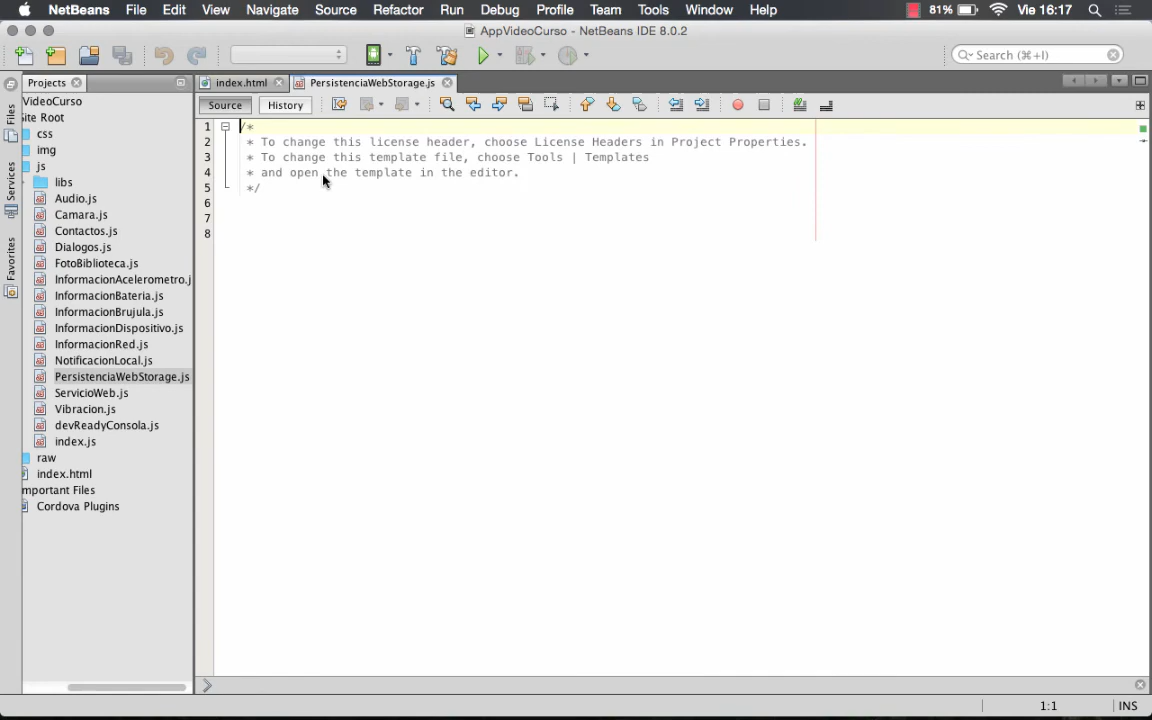 NetBeans File Edit View Navigate Source Refactor Run Debug Profile Team Tools Window Help 81% Vie 16:17
AppVideoCurso - NetBeans IDE 8.0.2
Search (⌘+I)
Projects
index.html
PersistenciaWebStorage.js
Source History
Files
Services
Favorites
VideoCurso
ite Root
css
img
js
libs
Audio.js
Camara.js
Contactos.js
Dialogos.js
FotoBiblioteca.js
InformacionAcelerometro.j
InformacionBateria.js
InformacionBrujula.js
InformacionDispositivo.js
InformacionRed.js
NotificacionLocal.js
PersistenciaWebStorage.js
ServicioWeb.js
Vibracion.js
devReadyConsola.js
index.js
raw
index.html
mportant Files
Cordova Plugins
1 /*
2 * To change this license header, choose License Headers in Project Properties.
3 * To change this template file, choose Tools | Templates
4 * and open the template in the editor.
5 */
6
7
8
1:1 INS